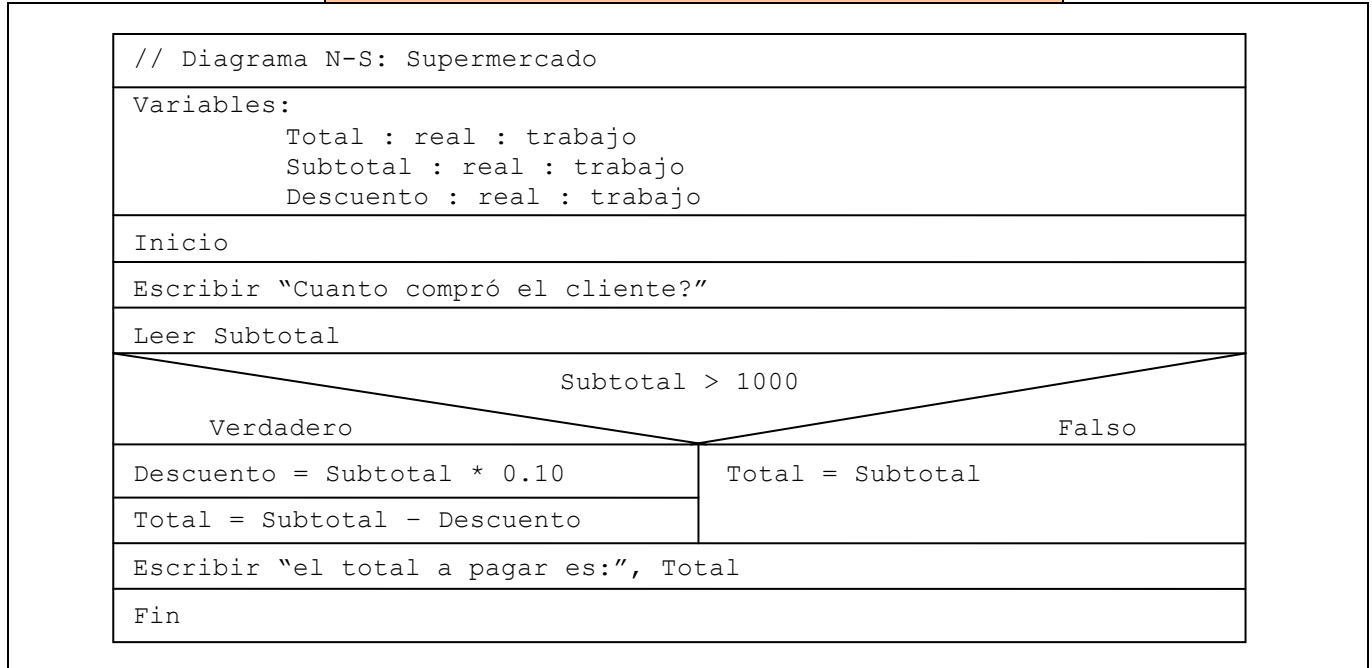 // Diagrama N-S: Supermercado
Variables:
Total : real : trabajo
Subtotal : real : trabajo
Descuento : real : trabajo
Inicio
Escribir “Cuanto compró el cliente?”
Leer Subtotal
Subtotal > 1000
Verdadero
Falso
Descuento = Subtotal * 0.10
Total = Subtotal – Descuento
Total = Subtotal
Escribir “el total a pagar es:”, Total
Fin